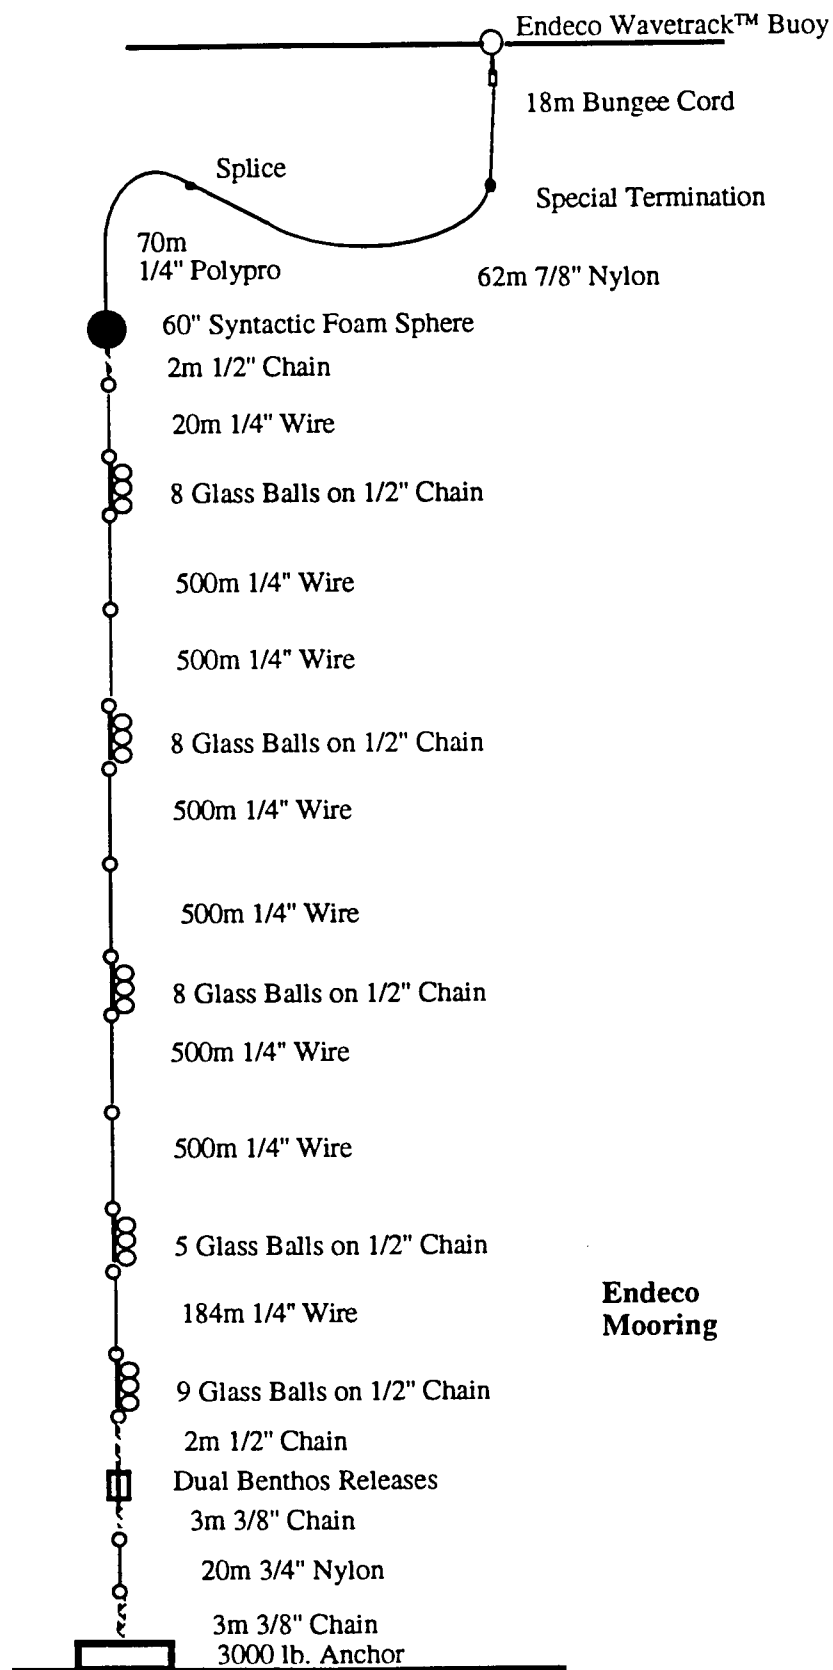 Endeco Wavetrack™ Buoy
18m Bungee Cord
Splice
Special Termination
70m
1/4" Polypro
62m 7/8" Nylon
60" Syntactic Foam Sphere
2m 1/2" Chain
20m 1/4" Wire
8 Glass Balls on 1/2" Chain
500m 1/4" Wire
500m 1/4" Wire
8 Glass Balls on 1/2" Chain
500m 1/4" Wire
500m 1/4" Wire
8 Glass Balls on 1/2" Chain
500m 1/4" Wire
500m 1/4" Wire
5 Glass Balls on 1/2" Chain
Endeco
Mooring
184m 1/4" Wire
9 Glass Balls on 1/2" Chain
2m 1/2" Chain
Dual Benthos Releases
3m 3/8" Chain
20m 3/4" Nylon
3m 3/8" Chain
3000 lb. Anchor